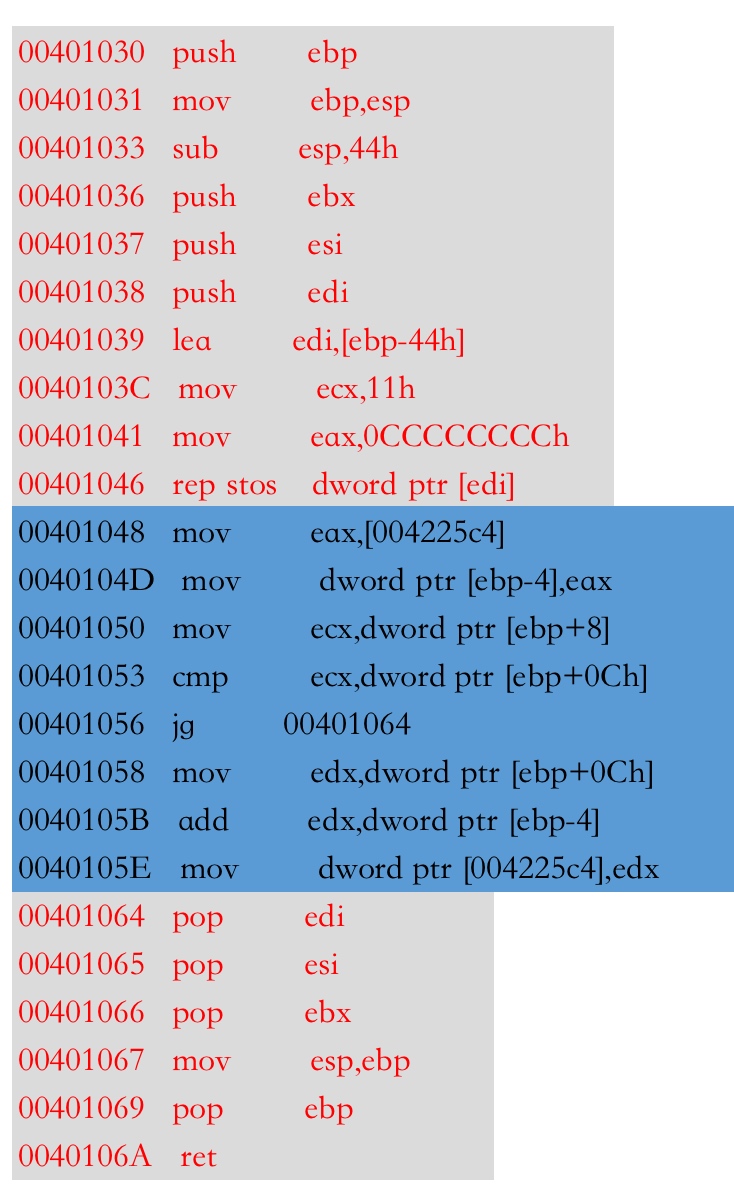 00401030 push ebp
00401031 mov ebp,esp
00401033 sub esp,44h
00401036 push ebx
00401037 push esi
00401038 push edi
00401039 lea edi,[ebp-44h]
0040103C mov ecx,11h
00401041 mov eax,0CCCCCCCCh
00401046 rep stos dword ptr [edi]
00401048 mov eax,[004225c4]
0040104D mov dword ptr [ebp-4],eax
00401050 mov ecx,dword ptr [ebp+8]
00401053 cmp ecx,dword ptr [ebp+0Ch]
00401056 jg 00401064
00401058 mov edx,dword ptr [ebp+0Ch]
0040105B add edx,dword ptr [ebp-4]
0040105E mov dword ptr [004225c4],edx
00401064 pop edi
00401065 pop esi
00401066 pop ebx
00401067 mov esp,ebp
00401069 pop ebp
0040106A ret